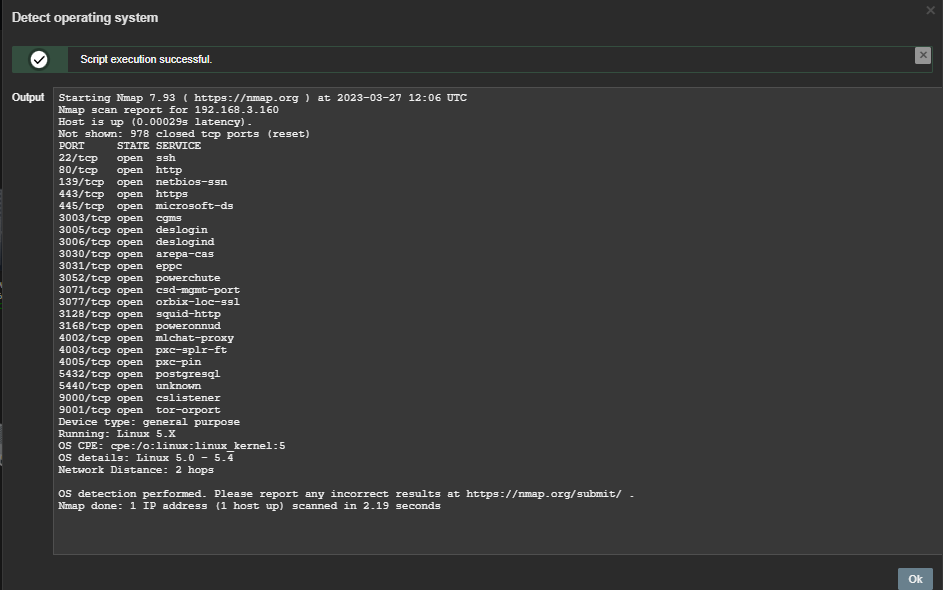 Detect operating system
Script execution successful.
Output
Starting Nmap 7.93 ( https://nmap.org ) at 2023-03-27 12:06 UTC
Nmap scan report for 192.168.3.160
Host is up (0.00029s latency).
Not shown: 978 closed tcp ports (reset)
PORT     STATE SERVICE
22/tcp   open  ssh
80/tcp   open  http
139/tcp  open  netbios-ssn
443/tcp  open  https
445/tcp  open  microsoft-ds
3003/tcp open  cgms
3005/tcp open  deslogin
3006/tcp open  deslogind
3030/tcp open  arepa-cas
3031/tcp open  eppc
3052/tcp open  powerchute
3071/tcp open  csd-mgmt-port
3077/tcp open  orbix-loc-ssl
3128/tcp open  squid-http
3168/tcp open  poweronnud
4002/tcp open  mlchat-proxy
4003/tcp open  pxc-splr-ft
4005/tcp open  pxc-pin
5432/tcp open  postgresql
5440/tcp open  unknown
9000/tcp open  cslistener
9001/tcp open  tor-orport
Device type: general purpose
Running: Linux 5.X
OS CPE: cpe:/o:linux:linux_kernel:5
OS details: Linux 5.0 - 5.4
Network Distance: 2 hops
OS detection performed. Please report any incorrect results at https://nmap.org/submit/ .
Nmap done: 1 IP address (1 host up) scanned in 2.19 seconds
Ok